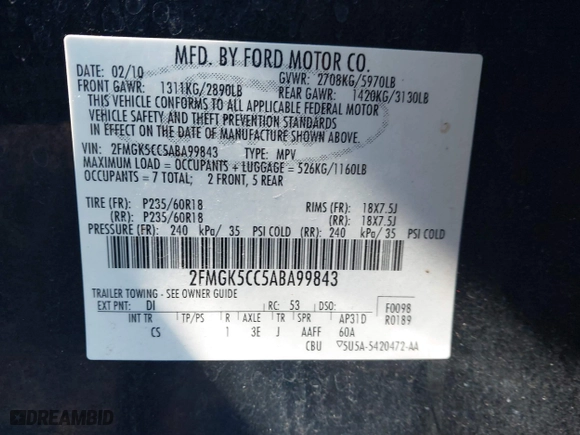 MFD. BY FORD MOTOR CO.
DATE: 02/10 GVWR: 2708KG/5970LB
FRONT GAWR: 1311KG/2890LB REAR GAWR: 1420KG/3130LB
THIS VEHICLE CONFORMS TO ALL APPLICABLE FEDERAL MOTOR
VEHICLE SAFETY AND THEFT PREVENTION STANDARDS
IN EFFECT ON THE DATE OF MANUFACTURE SHOWN ABOVE.
VIN: 2FMGK5CC5ABA99843 TYPE: MPV
MAXIMUM LOAD = OCCUPANTS + LUGGAGE = 526KG/1160LB
OCCUPANTS = 7 TOTAL; 2 FRONT, 5 REAR
TIRE (FR): P235/60R18 RIMS (FR): 18X7.5J
(RR): P235/60R18 (RR): 18X7.5J
PRESSURE (FR): 240 kPa/ 35 PSI COLD (RR): 240 kPa/ 35 PSI COLD
2FMGK5CC5ABA99843
TRAILER TOWING - SEE OWNER GUIDE
EXT PNT: DI RC: 53 DSO: F0098
INT TR TP/PS R AXLE TR SPR AP31D R0189
CS 1 3E J AAFF 60A
CBU 5U5A-5420472-AA
DREAMBID